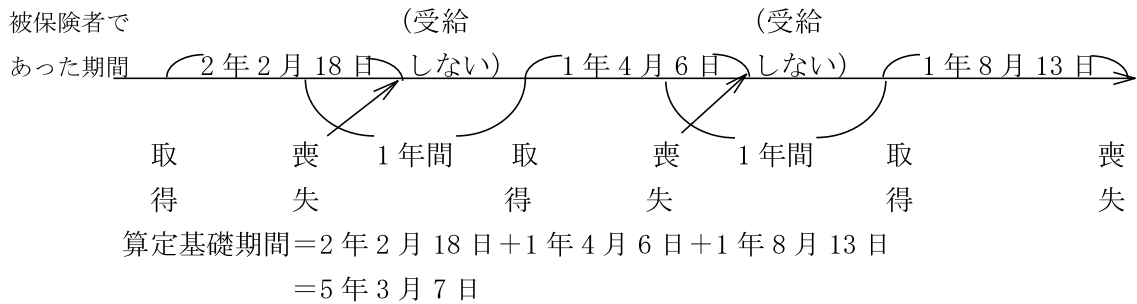 被保険者で (受給 (受給
あった期間 2年2月18日 しない) 1年4月6日 しない) 1年8月13日
取得 喪失 1年間 取得 喪失 1年間 取得 喪失
算定基礎期間=2年2月18日+1年4月6日+1年8月13日
=5年3月7日